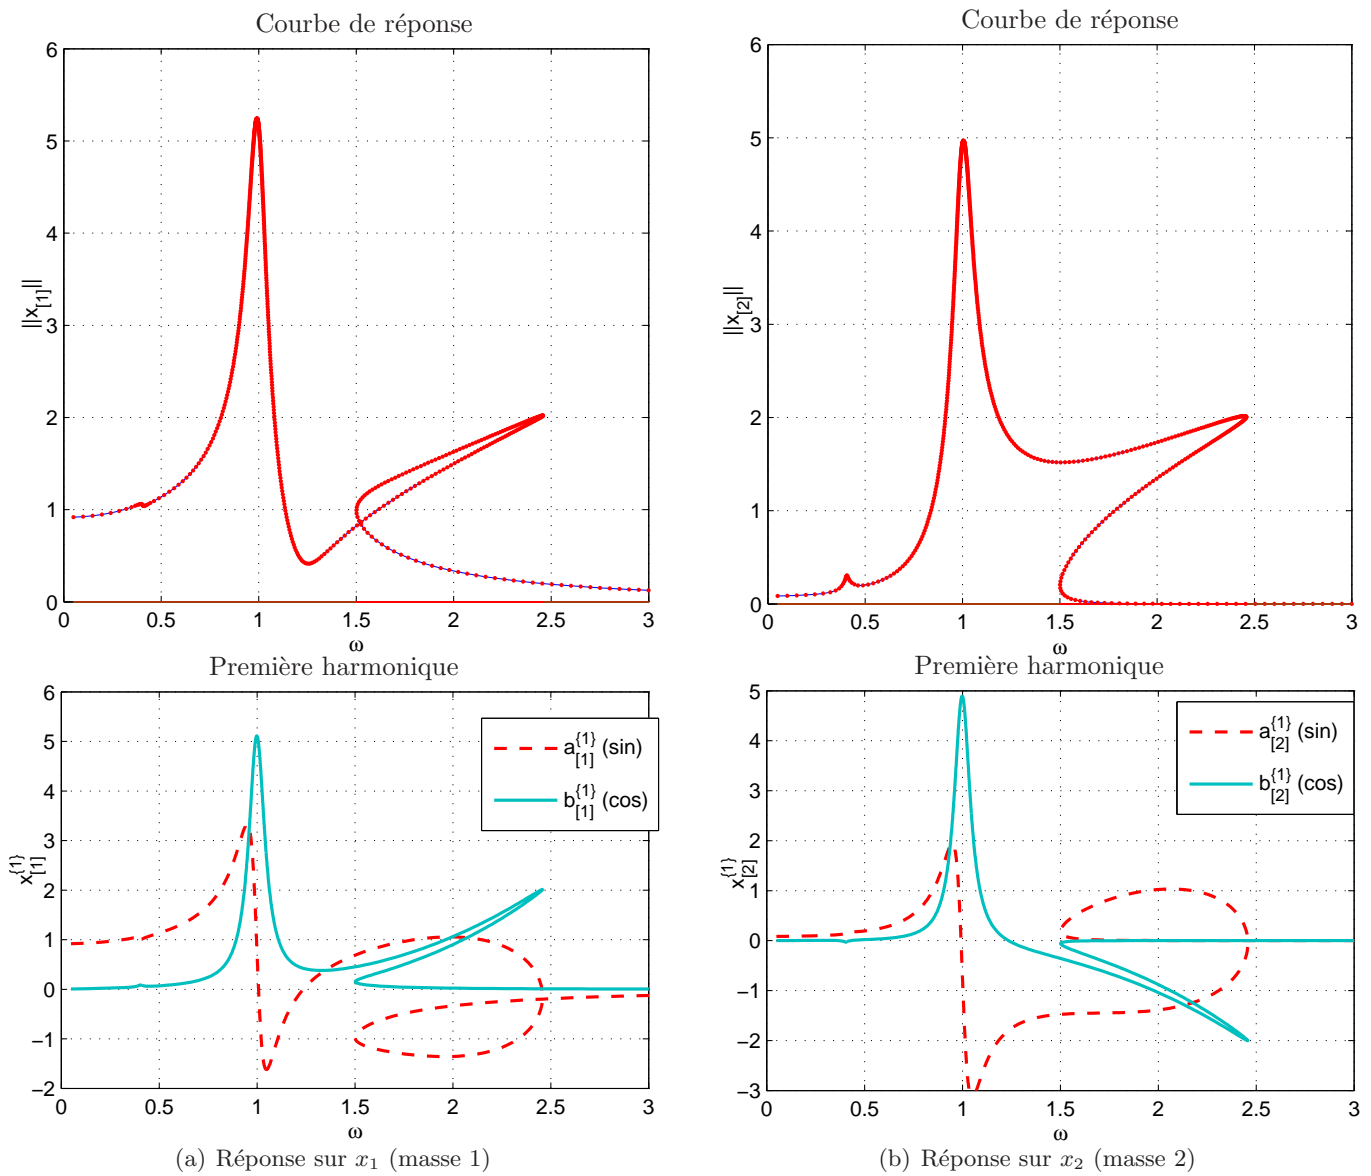 Courbe de réponse
6
5
4
3
2
1
0
||x[1]||
0 0.5 1 1.5 2 2.5 3
ω
Courbe de réponse
6
5
4
3
2
1
0
||x[2]||
0 0.5 1 1.5 2 2.5 3
ω
Première harmonique
6
5
4
3
2
1
0
−1
−2
x[1]{1}
a[1]{1} (sin)
b[1]{1} (cos)
0 0.5 1 1.5 2 2.5 3
ω
(a) Réponse sur x1 (masse 1)
Première harmonique
5
4
3
2
1
0
−1
−2
−3
x[2]{1}
a[2]{1} (sin)
b[2]{1} (cos)
0 0.5 1 1.5 2 2.5 3
ω
(b) Réponse sur x2 (masse 2)